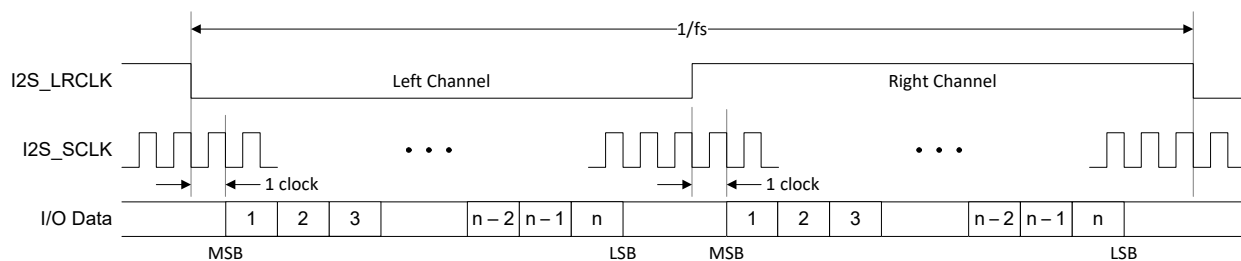 1/fs
I2S_LRCLK Left Channel Right Channel
I2S_SCLK • • • • • •
1 clock 1 clock
I/O Data 1 2 3 n – 2 n – 1 n 1 2 3 n – 2 n – 1 n
MSB LSB MSB LSB